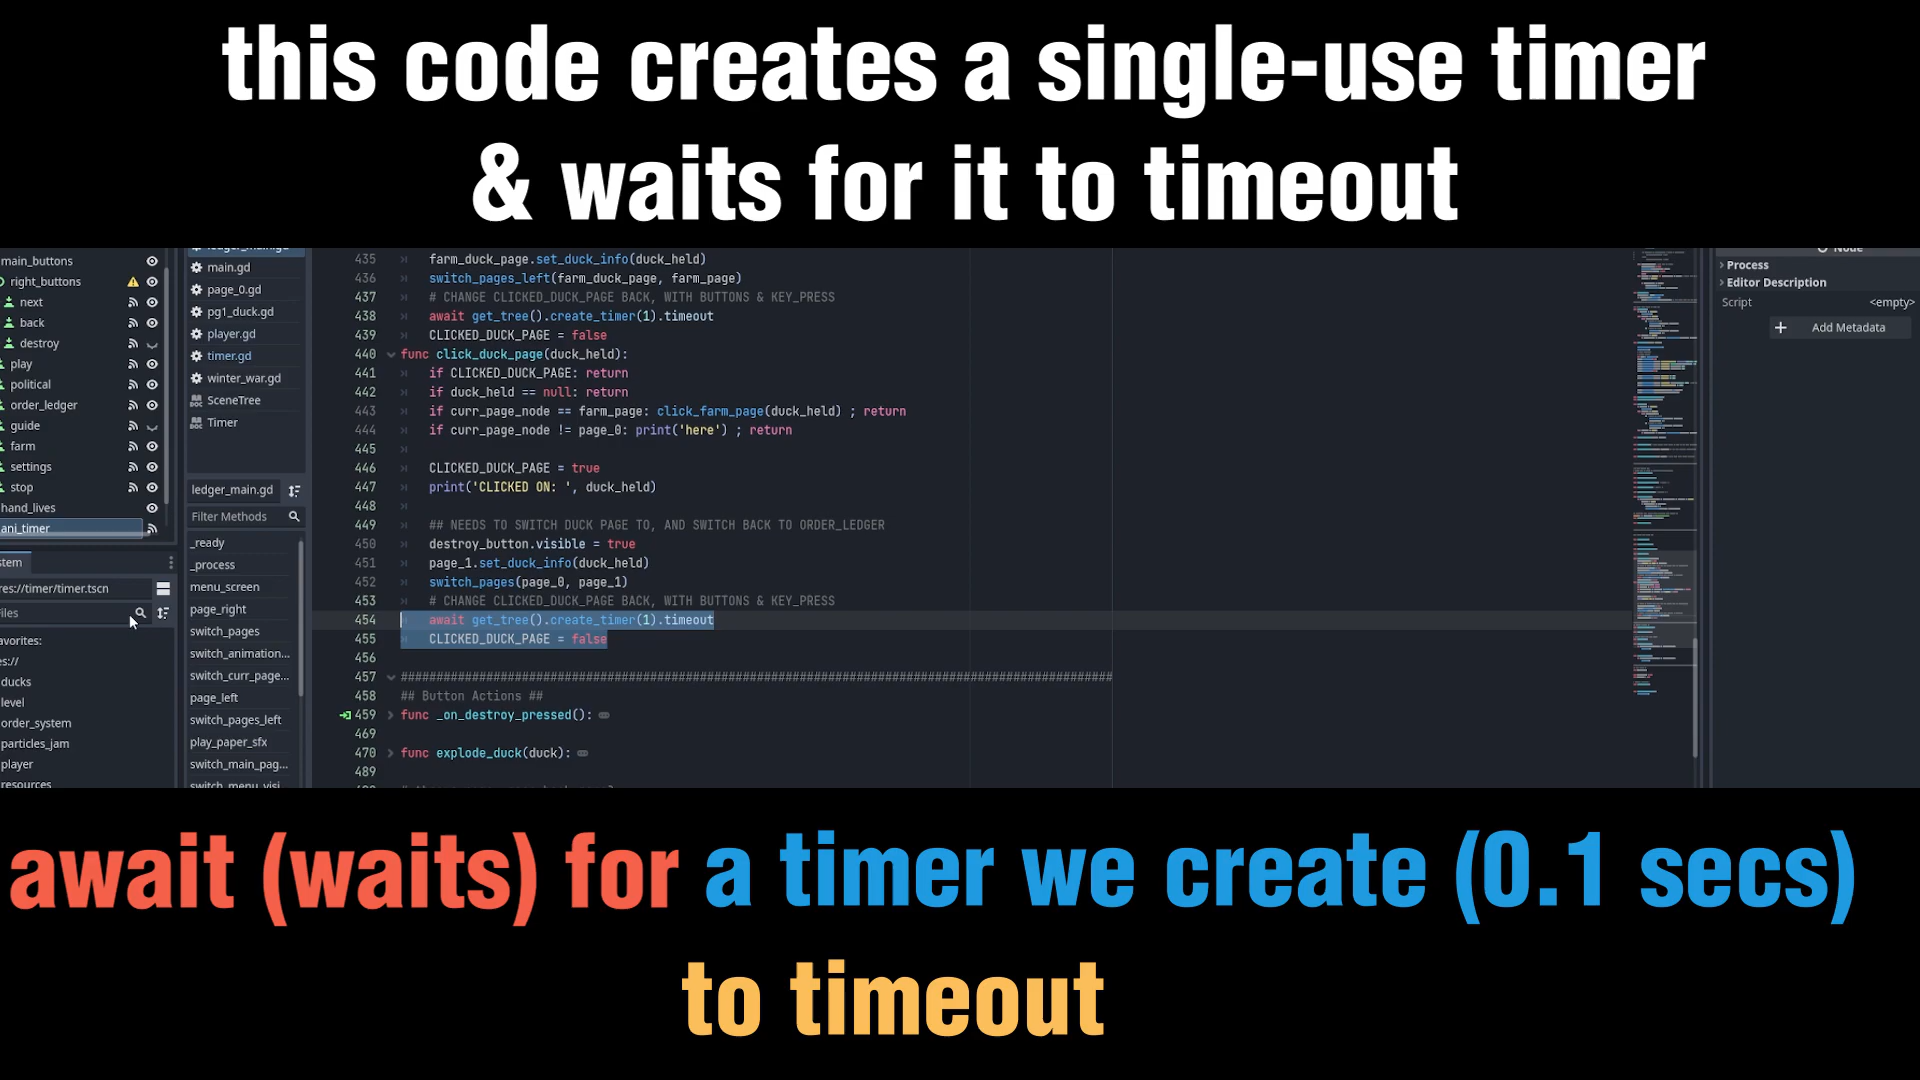 this code creates a single-use timer
& waits for it to timeout
main_buttons
right_buttons
next
back
destroy
play
political
order_ledger
guide
farm
settings
stop
hand_lives
ani_timer
stem
res://timer/timer.tscn
Files
avorites:
es://
ducks
level
order_system
particles_jam
player
resources
main.gd
page_0.gd
pg1_duck.gd
player.gd
timer.gd
winter_war.gd
SceneTree
Timer
ledger_main.gd
Filter Methods
_ready
_process
menu_screen
page_right
switch_pages
switch_animation...
switch_curr_page...
page_left
switch_pages_left
play_paper_sfx
switch_main_pag...
switch_menu_visi
435 farm_duck_page.set_duck_info(duck_held)
436 switch_pages_left(farm_duck_page, farm_page)
437 # CHANGE CLICKED_DUCK_PAGE BACK, WITH BUTTONS & KEY_PRESS
438 await get_tree().create_timer(1).timeout
439 CLICKED_DUCK_PAGE = false
440 func click_duck_page(duck_held):
441 if CLICKED_DUCK_PAGE: return
442 if duck_held == null: return
443 if curr_page_node == farm_page: click_farm_page(duck_held) ; return
444 if curr_page_node != page_0: print('here') ; return
445
446 CLICKED_DUCK_PAGE = true
447 print('CLICKED ON: ', duck_held)
448
449 ## NEEDS TO SWITCH DUCK PAGE TO, AND SWITCH BACK TO ORDER_LEDGER
450 destroy_button.visible = true
451 page_1.set_duck_info(duck_held)
452 switch_pages(page_0, page_1)
453 # CHANGE CLICKED_DUCK_PAGE BACK, WITH BUTTONS & KEY_PRESS
454 await get_tree().create_timer(1).timeout
455 CLICKED_DUCK_PAGE = false
456
457 ####################################################################################################
458 ## Button Actions ##
459 func _on_destroy_pressed():
469
470 func explode_duck(duck):
489
Node
Process
Editor Description
Script <empty>
+ Add Metadata
await (waits) for a timer we create (0.1 secs)
to timeout